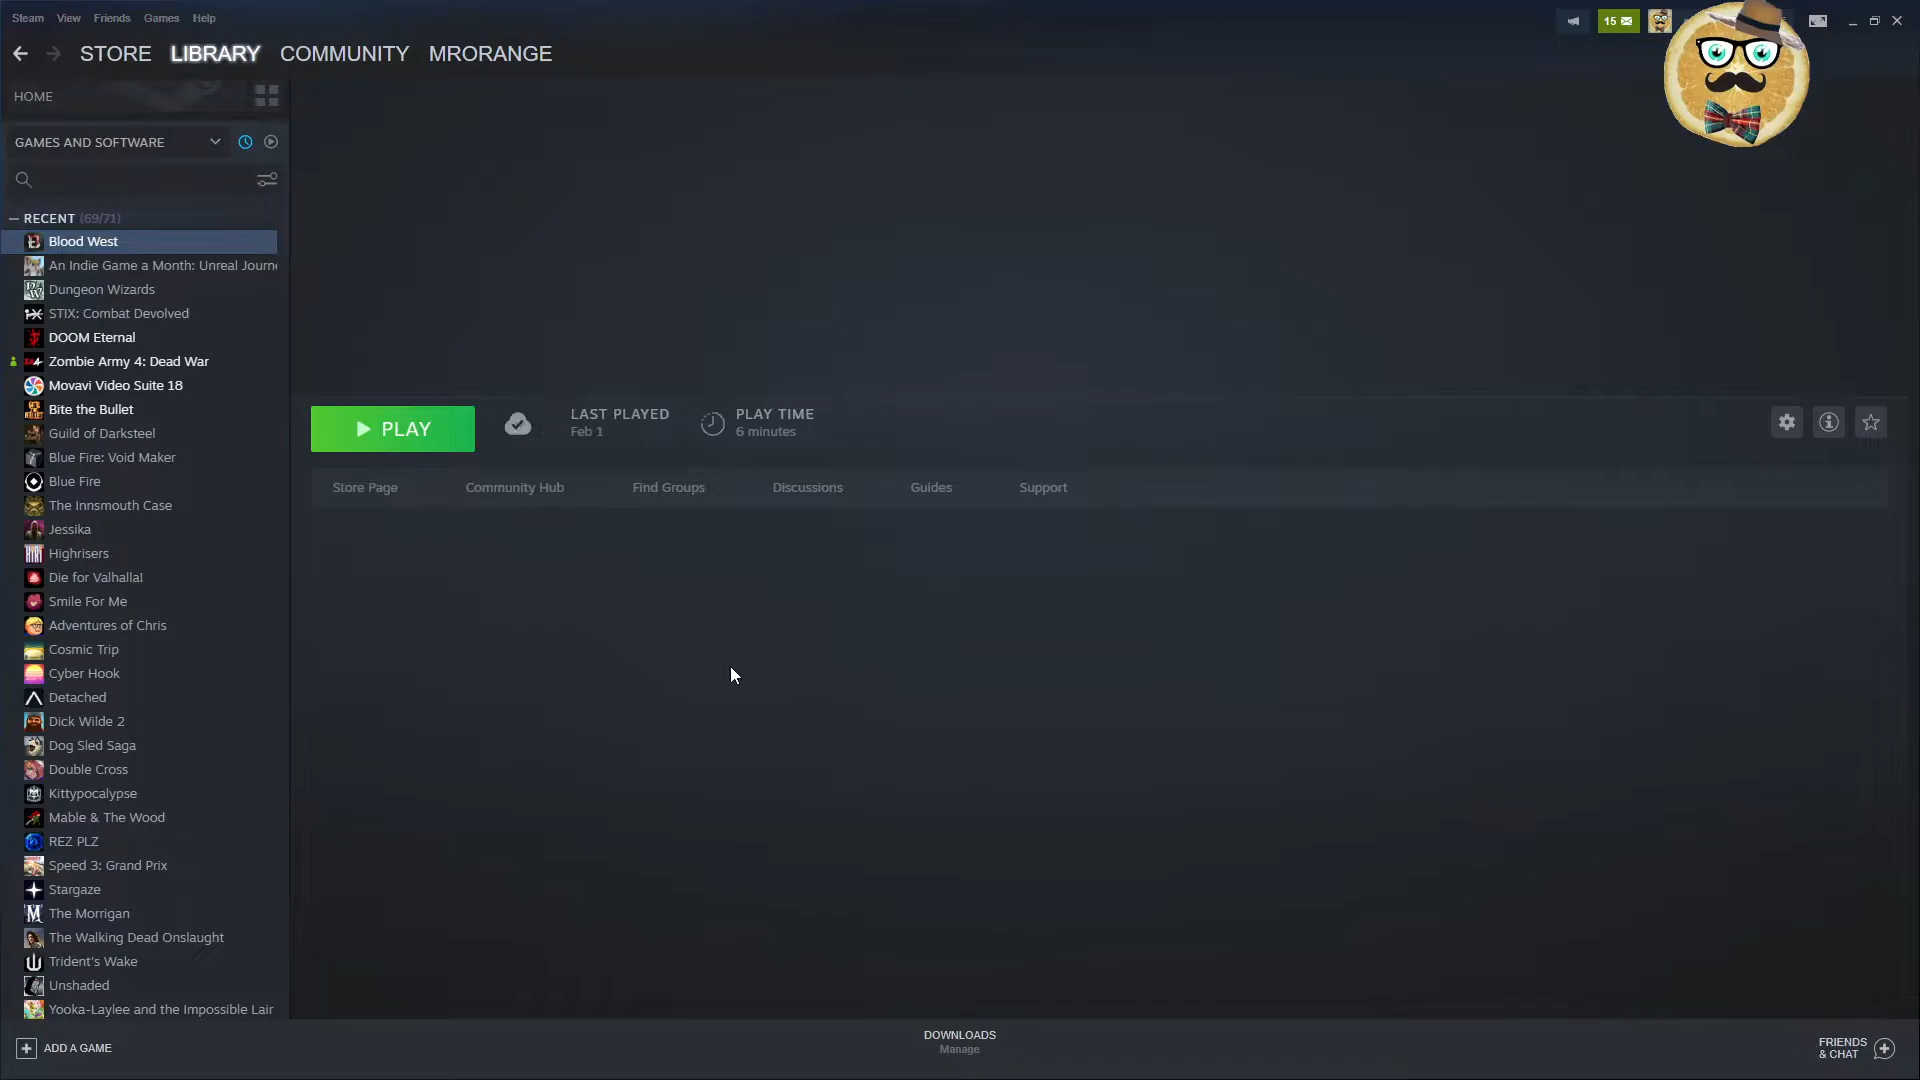 Steam View Friends Games Help
15
STORE LIBRARY COMMUNITY MRORANGE
HOME
GAMES AND SOFTWARE
RECENT (69/71)
Blood West
An Indie Game a Month: Unreal Journe
Dungeon Wizards
STIX: Combat Devolved
DOOM Eternal
Zombie Army 4: Dead War
Movavi Video Suite 18
Bite the Bullet
Guild of Darksteel
Blue Fire: Void Maker
Blue Fire
The Innsmouth Case
Jessika
Highrisers
Die for Valhalla!
Smile For Me
Adventures of Chris
Cosmic Trip
Cyber Hook
Detached
Dick Wilde 2
Dog Sled Saga
Double Cross
Kittypocalypse
Mable & The Wood
REZ PLZ
Speed 3: Grand Prix
Stargaze
The Morrigan
The Walking Dead Onslaught
Trident's Wake
Unshaded
Yooka-Laylee and the Impossible Lair
PLAY
LAST PLAYED
Feb 1
PLAY TIME
6 minutes
Store Page Community Hub Find Groups Discussions Guides Support
ADD A GAME
DOWNLOADS
Manage
FRIENDS
& CHAT